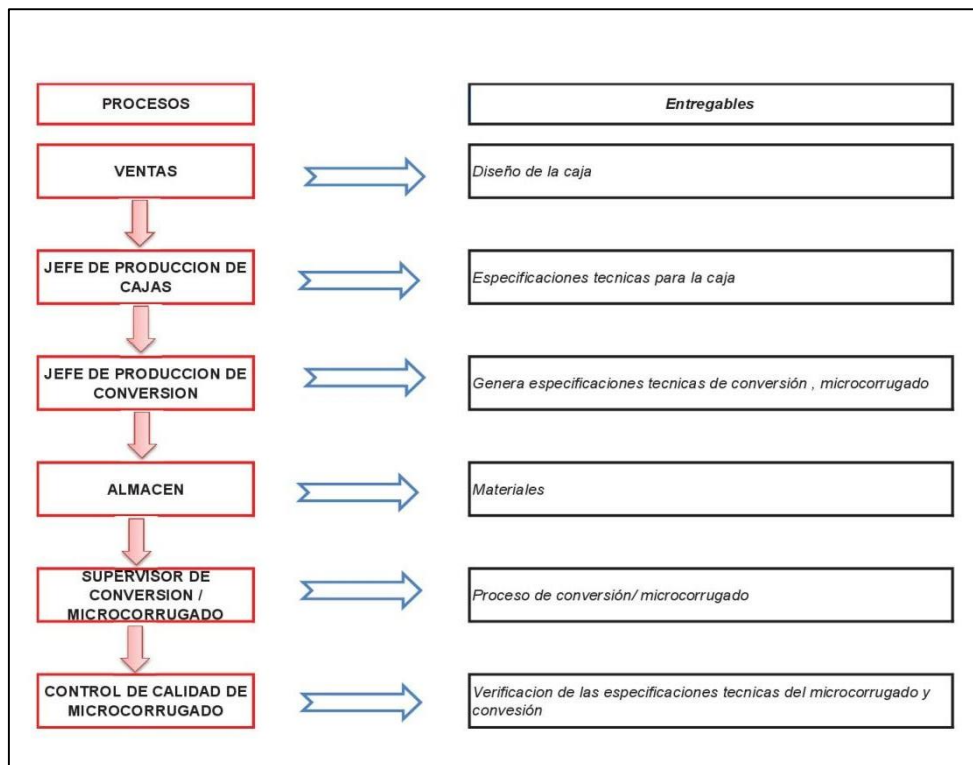 PROCESOS
Entregables
VENTAS
Diseño de la caja
JEFE DE PRODUCCION DE
CAJAS
Especificaciones tecnicas para la caja
JEFE DE PRODUCCION DE
CONVERSION
Genera especificaciones tecnicas de conversión , microcorrugado
ALMACEN
Materiales
SUPERVISOR DE
CONVERSION /
MICROCORRUGADO
Proceso de conversión/ microcorrugado
CONTROL DE CALIDAD DE
MICROCORRUGADO
Verificacion de las especificaciones tecnicas del microcorrugado y
convesión